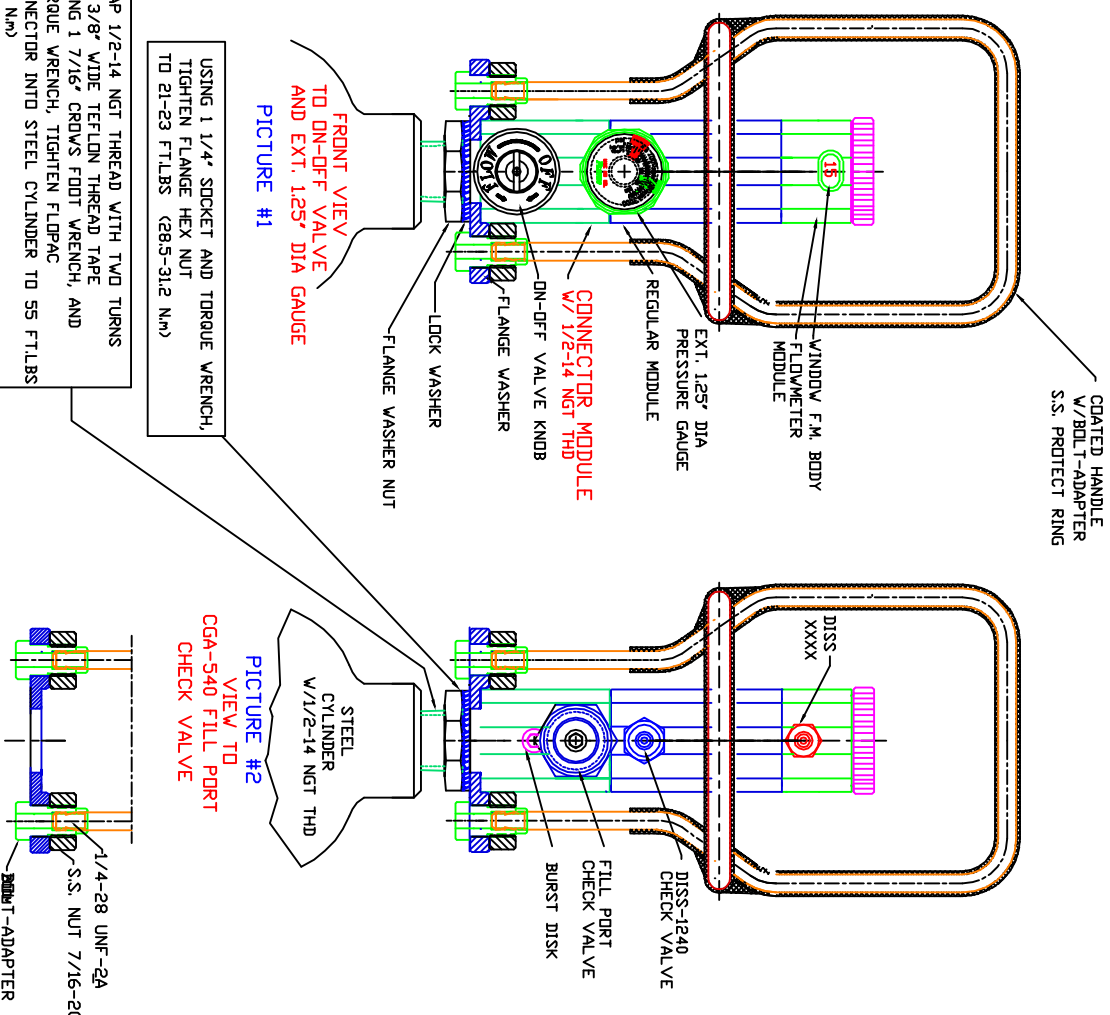 COATED HANDLE
W/BOLT-ADAPTER
S.S. PROTECT RING
15
WINDOW F.M. BODY
FLOWMETER
MODULE
EXT. 1.25" DIA
PRESSURE GAUGE
REGULAR MODULE
CONNECTOR MODULE
W/ 1/2-14 NGT THD
OFF
FLOW
ON-OFF VALVE KNOB
FLANGE WASHER
LOCK WASHER
FLANGE WASHER NUT
FRONT VIEV
TO ON-OFF VALVE
AND EXT. 1.25" DIA GAUGE
PICTURE #1
USING 1 1/4" SOCKET AND TORQUE WRENCH,
TIGHTEN FLANGE HEX NUT
TO 21-23 FT.LBS (28.5-31.2 N.m)
AP 1/2-14 NGT THREAD WITH TWO TURNS
3/8" WIDE TEFLON THREAD TAPE
NG 1 7/16" CROWS FOOT WRENCH, AND
RQUE WRENCH, TIGHTEN FLOPAC
NECTOR INTO STEEL CYLINDER TO 55 FT.LBS
N.m)
DISS
XXXX
DISS-1240
CHECK VALVE
FILL PORT
CHECK VALVE
BURST DISK
STEEL
CYLINDER
W/1/2-14 NGT THD
PICTURE #2
VIEW TO
CGA-540 FILL PORT
CHECK VALVE
1/4-28 UNF-2A
S.S. NUT 7/16-20
-ADAPTER